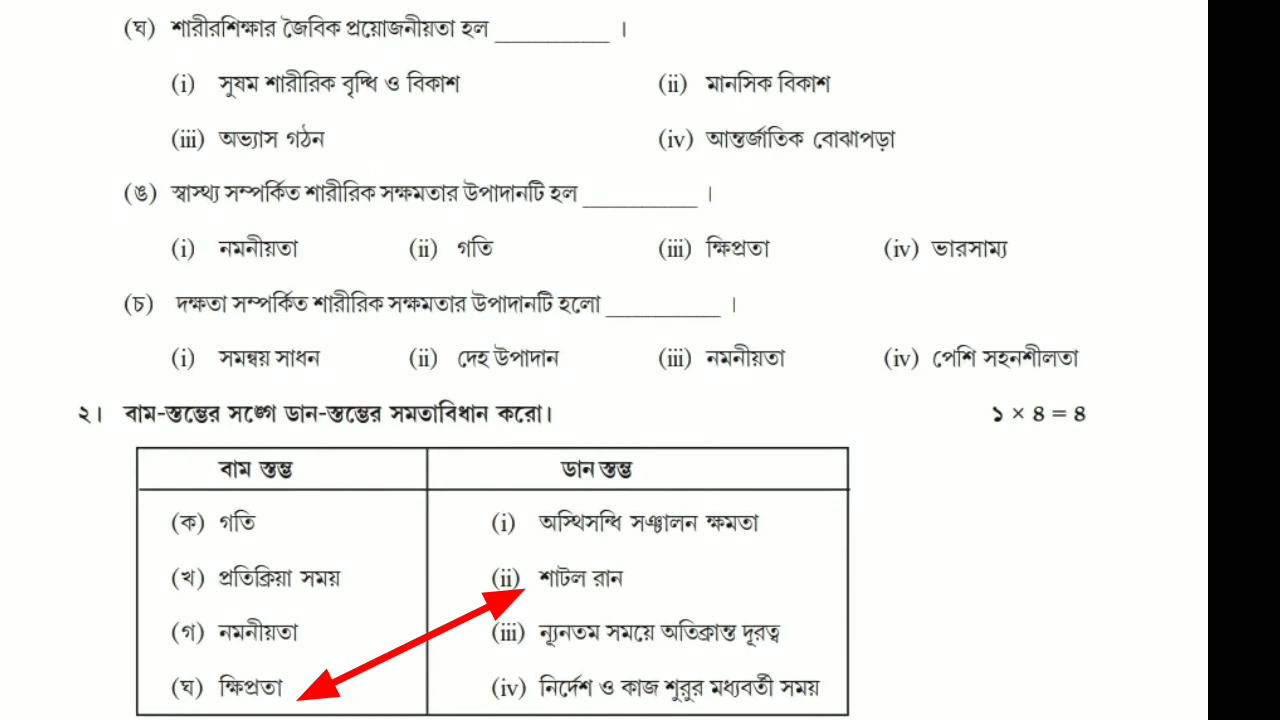 (ঘ) শারীরশিক্ষার জৈবিক প্রয়োজনীয়তা হল __________ ।
(i) সুষম শারীরিক বৃদ্ধি ও বিকাশ (ii) মানসিক বিকাশ
(iii) অভ্যাস গঠন (iv) আন্তর্জাতিক বোঝাপড়া
(ঙ) স্বাস্থ্য সম্পর্কিত শারীরিক সক্ষমতার উপাদানটি হল __________ ।
(i) নমনীয়তা (ii) গতি (iii) ক্ষিপ্রতা (iv) ভারসাম্য
(চ) দক্ষতা সম্পর্কিত শারীরিক সক্ষমতার উপাদানটি হলো __________ ।
(i) সমন্বয় সাধন (ii) দেহ উপাদান (iii) নমনীয়তা (iv) পেশি সহনশীলতা
২। বাম-স্তম্ভের সঙ্গে ডান-স্তম্ভের সমতাবিধান করো। ১ × ৪ = ৪
বাম স্তম্ভ ডান স্তম্ভ
(ক) গতি (i) অস্থিসন্ধি সঞ্চালন ক্ষমতা
(খ) প্রতিক্রিয়া সময় (ii) শাটল রান
(গ) নমনীয়তা (iii) ন্যূনতম সময়ে অতিক্রান্ত দূরত্ব
(ঘ) ক্ষিপ্রতা (iv) নির্দেশ ও কাজ শুরুর মধ্যবর্তী সময়